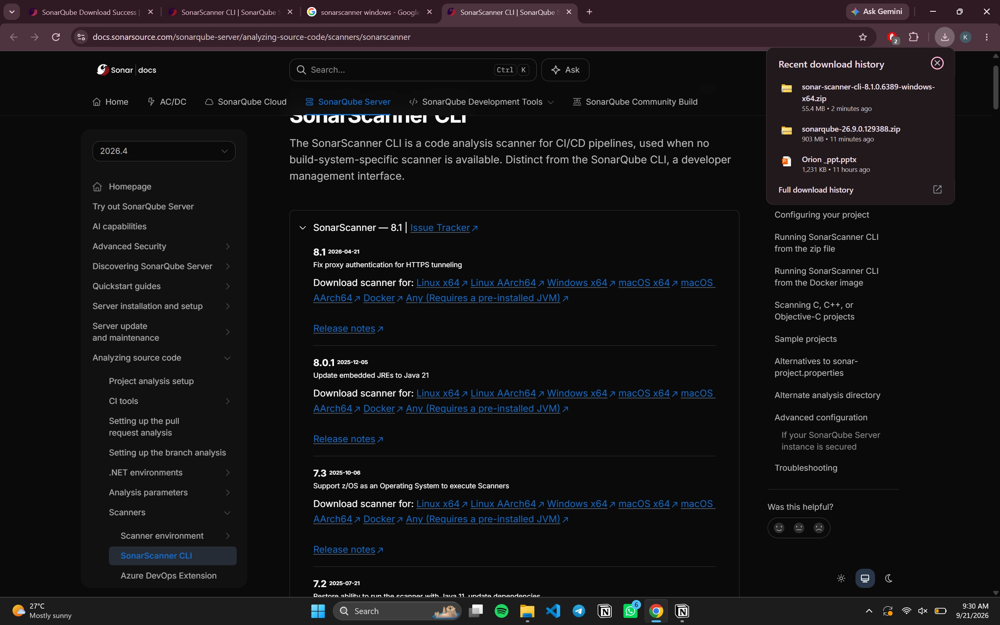 SonarQube Download Success |
SonarScanner CLI | SonarQube S
sonarscanner windows - Google
SonarScanner CLI | SonarQube S
Ask Gemini
docs.sonarsource.com/sonarqube-server/analyzing-source-code/scanners/sonarscanner
2
K
Sonar docs
Search...
Ctrl K
Ask
Home
AC/DC
SonarQube Cloud
SonarQube Server
SonarQube Development Tools
SonarQube Community Build
Recent download history
sonar-scanner-cli-8.1.0.6389-windows-
x64.zip
55.4 MB • 2 minutes ago
sonarqube-26.9.0.129388.zip
903 MB • 11 minutes ago
Orion _ppt.pptx
1,231 KB • 11 hours ago
Full download history
2026.4
Homepage
Try out SonarQube Server
AI capabilities
Advanced Security
Discovering SonarQube Server
Quickstart guides
Server installation and setup
Server update
and maintenance
Analyzing source code
Project analysis setup
CI tools
Setting up the pull
request analysis
Setting up the branch analysis
.NET environments
Analysis parameters
Scanners
Scanner environment
SonarScanner CLI
Azure DevOps Extension
SonarScanner CLI
The SonarScanner CLI is a code analysis scanner for CI/CD pipelines, used when no
build-system-specific scanner is available. Distinct from the SonarQube CLI, a developer
management interface.
SonarScanner — 8.1 | Issue Tracker
8.1 2026-04-21
Fix proxy authentication for HTTPS tunneling
Download scanner for: Linux x64 Linux AArch64 Windows x64 macOS x64 macOS
AArch64 Docker Any (Requires a pre-installed JVM)
Release notes
8.0.1 2025-12-05
Update embedded JREs to Java 21
Download scanner for: Linux x64 Linux AArch64 Windows x64 macOS x64 macOS
AArch64 Docker Any (Requires a pre-installed JVM)
Release notes
7.3 2025-10-06
Support z/OS as an Operating System to execute Scanners
Download scanner for: Linux x64 Linux AArch64 Windows x64 macOS x64 macOS
AArch64 Docker Any (Requires a pre-installed JVM)
Release notes
7.2 2025-07-21
Restore ability to run the scanner with Java 11, update dependencies
Configuring your project
Running SonarScanner CLI
from the zip file
Running SonarScanner CLI
from the Docker image
Scanning C, C++, or
Objective-C projects
Sample projects
Alternatives to sonar-
project.properties
Alternate analysis directory
Advanced configuration
If your SonarQube Server
instance is secured
Troubleshooting
Was this helpful?
27°C
Mostly sunny
Search
6
9:30 AM
9/21/2026